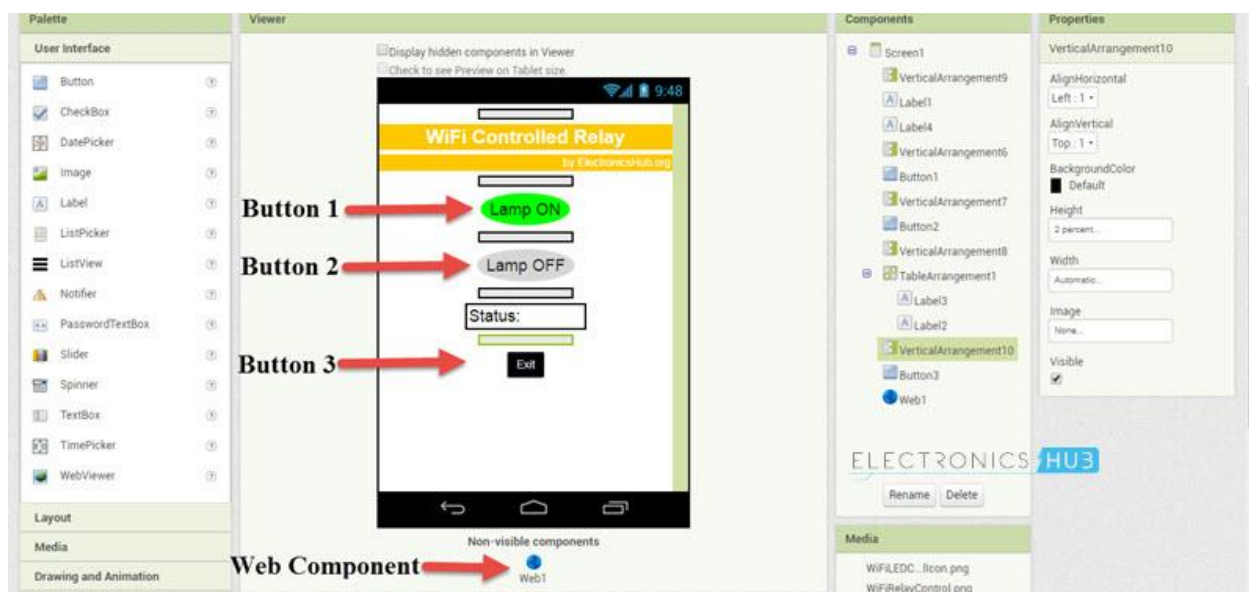 Palette
User Interface
Button
CheckBox
DatePicker
Image
Label
ListPicker
ListView
Notifier
PasswordTextBox
Slider
Spinner
TextBox
TimePicker
WebViewer
Layout
Media
Drawing and Animation
Viewer
Display hidden components in Viewer
Check to see Preview on Tablet size.
9:48
WiFi Controlled Relay
by ElectronicsHub.org
Button 1
Lamp ON
Button 2
Lamp OFF
Status:
Button 3
Exit
Non-visible components
Web Component
Web1
Components
Screen1
VerticalArrangement9
Label1
Label4
VerticalArrangement6
Button1
VerticalArrangement7
Button2
VerticalArrangement8
TableArrangement1
Label3
Label2
VerticalArrangement10
Button3
Web1
ELECTRONICS HUB
Rename Delete
Media
WiFiLEDC...lIcon.png
WiFiRelayControl.png
Properties
VerticalArrangement10
AlignHorizontal
Left : 1
AlignVertical
Top : 1
BackgroundColor
Default
Height
2 percent...
Width
Automatic...
Image
None...
Visible